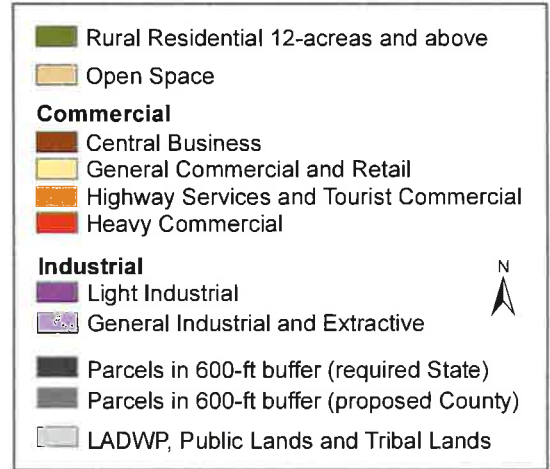 Rural Residential 12-acreas and above
Open Space
Commercial
Central Business
General Commercial and Retail
Highway Services and Tourist Commercial
Heavy Commercial
Industrial
N
Light Industrial
General Industrial and Extractive
Parcels in 600-ft buffer (required State)
Parcels in 600-ft buffer (proposed County)
LADWP, Public Lands and Tribal Lands